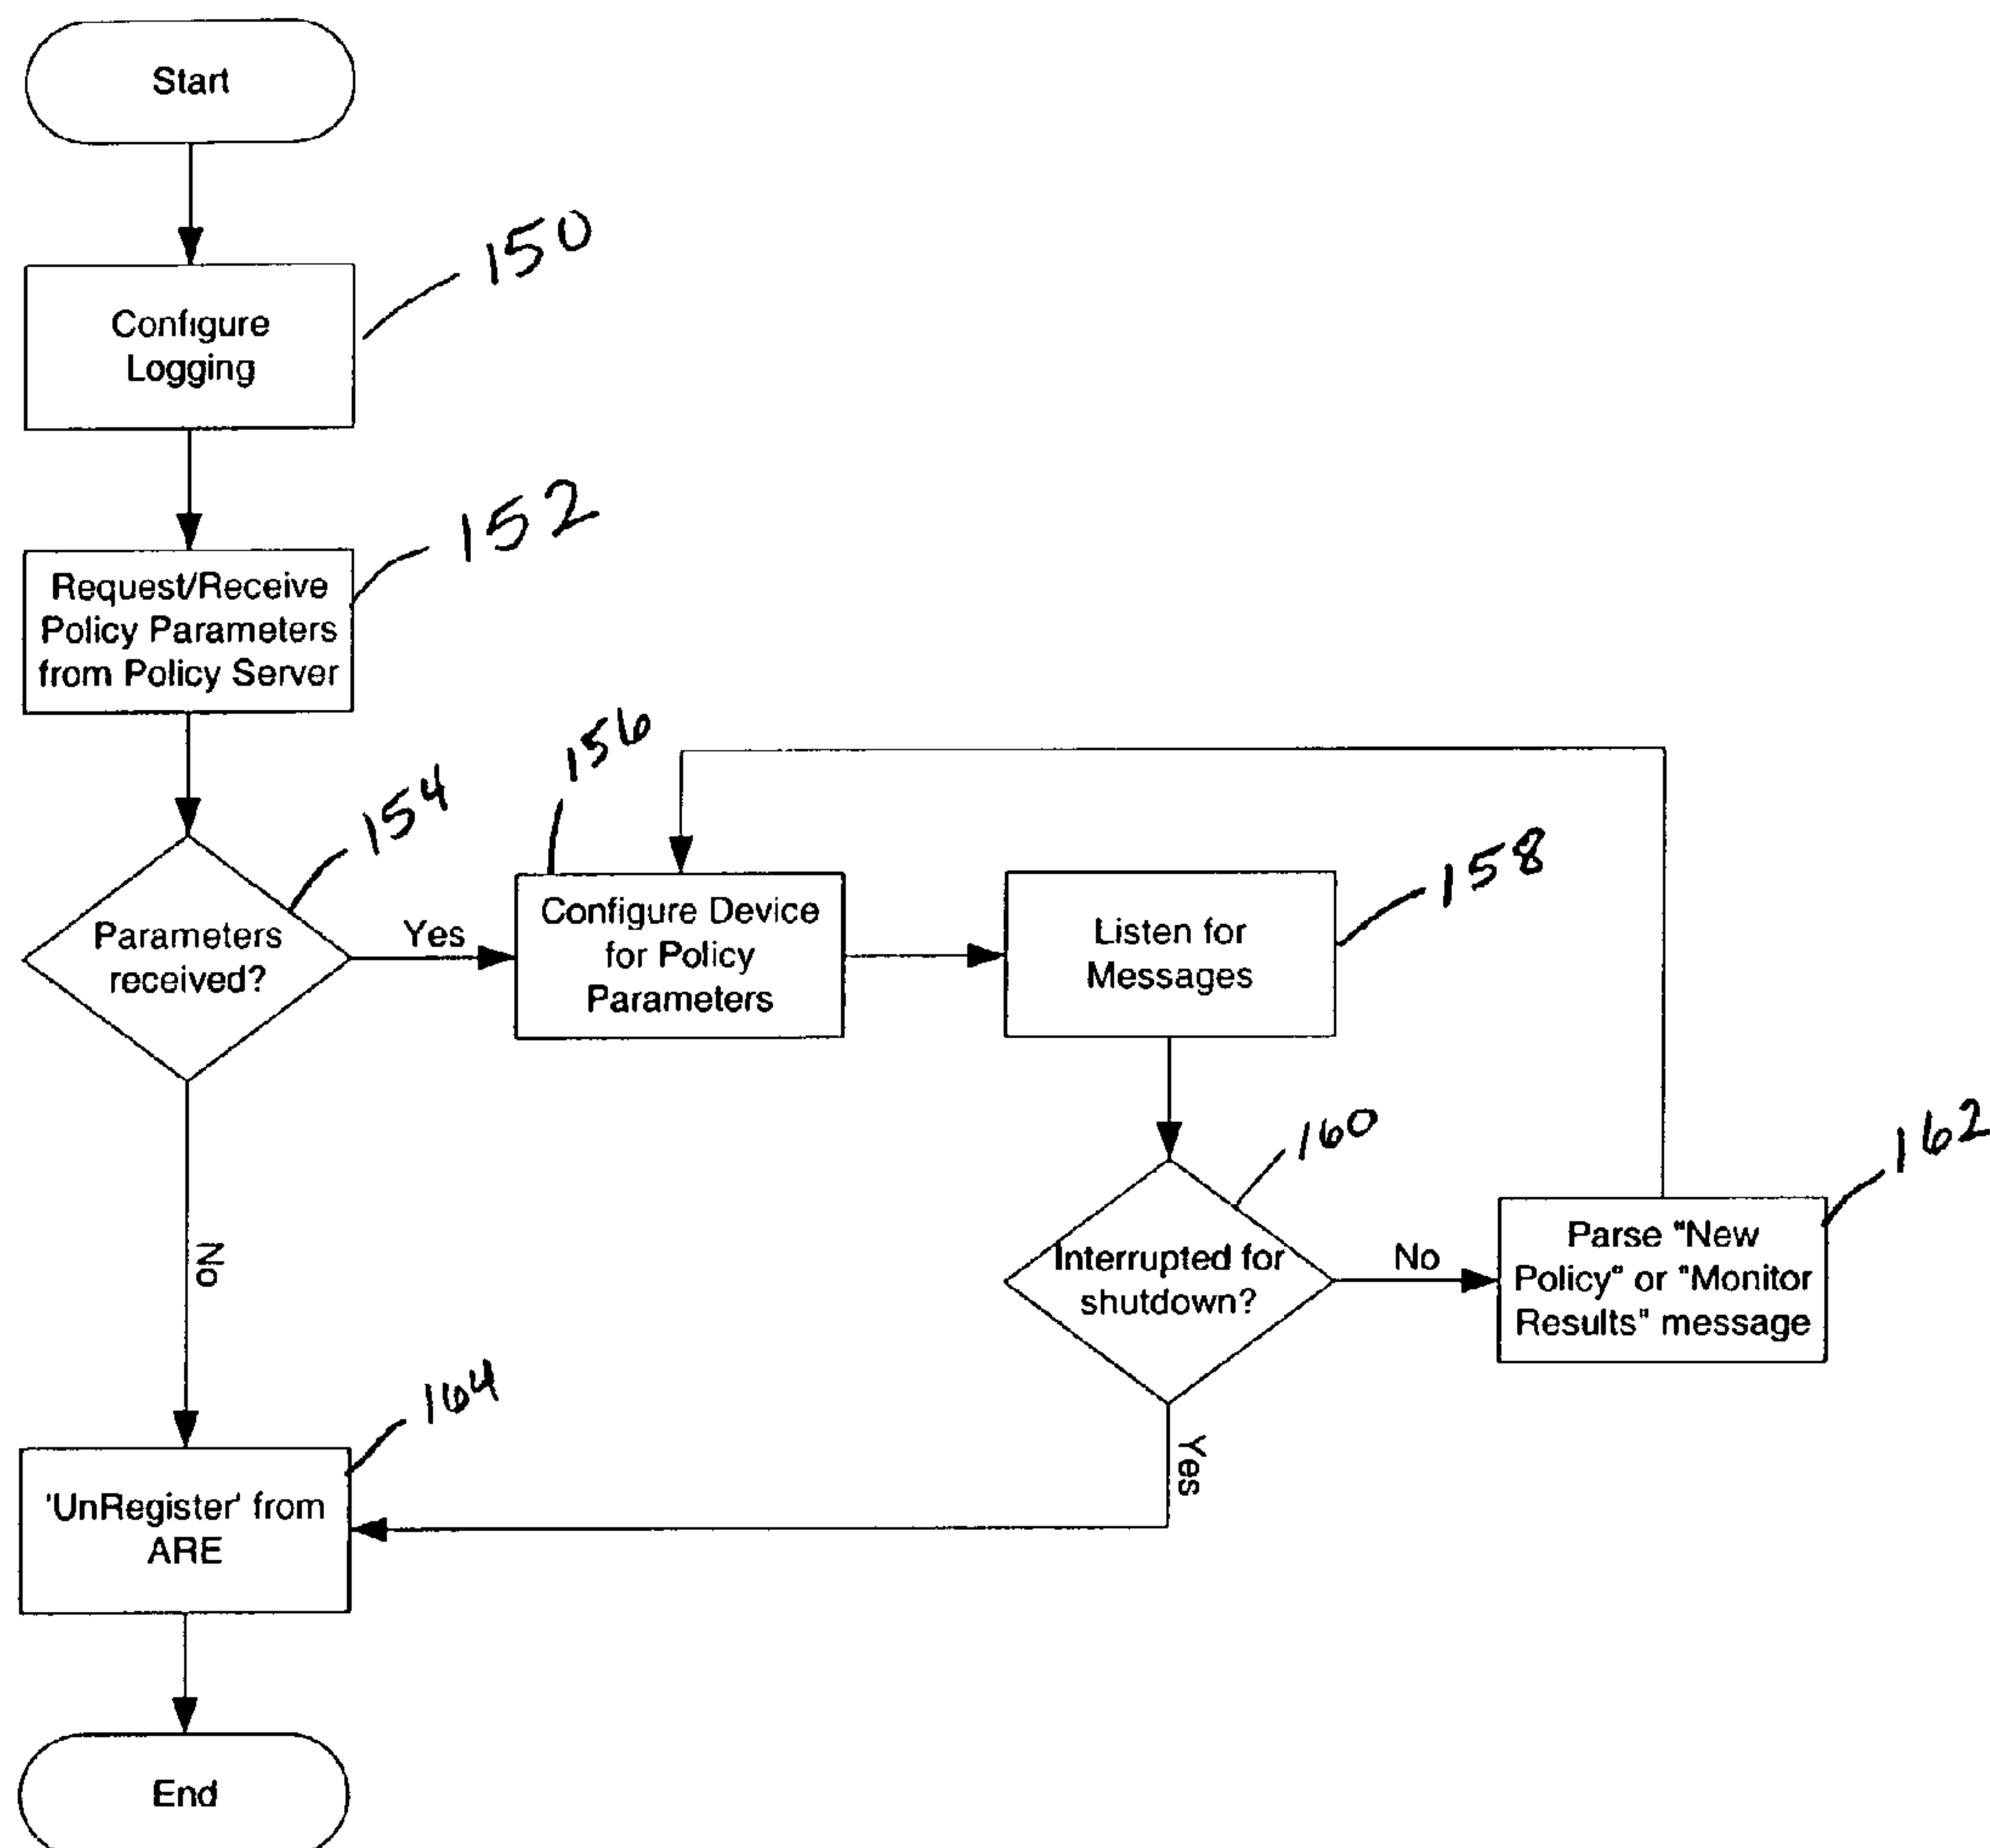 Start
150
Configure
Logging
152
Request/Receive
Policy Parameters
from Policy Server
154
Parameters
received?
Yes
156
Configure Device
for Policy
Parameters
158
Listen for
Messages
160
Interrupted for
shutdown?
No
162
Parse "New
Policy" or "Monitor
Results" message
No
Yes
164
'UnRegister' from
ARE
End